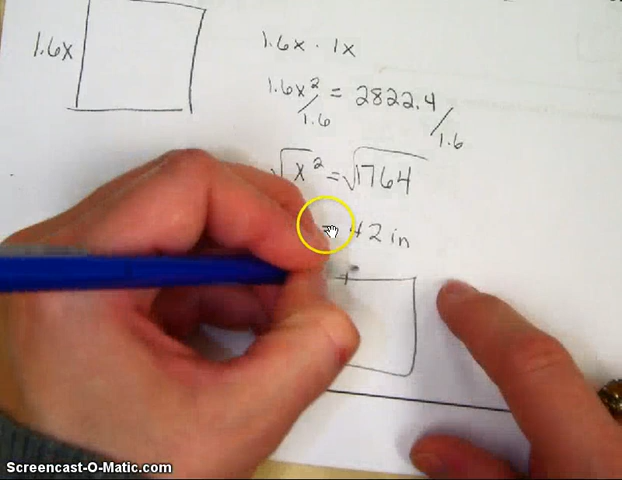 1.6x
1.6x · 1x
1.6x² = 2822.4
/1.6 /1.6
√x² = √1764
= 42 in
Screencast-O-Matic.com